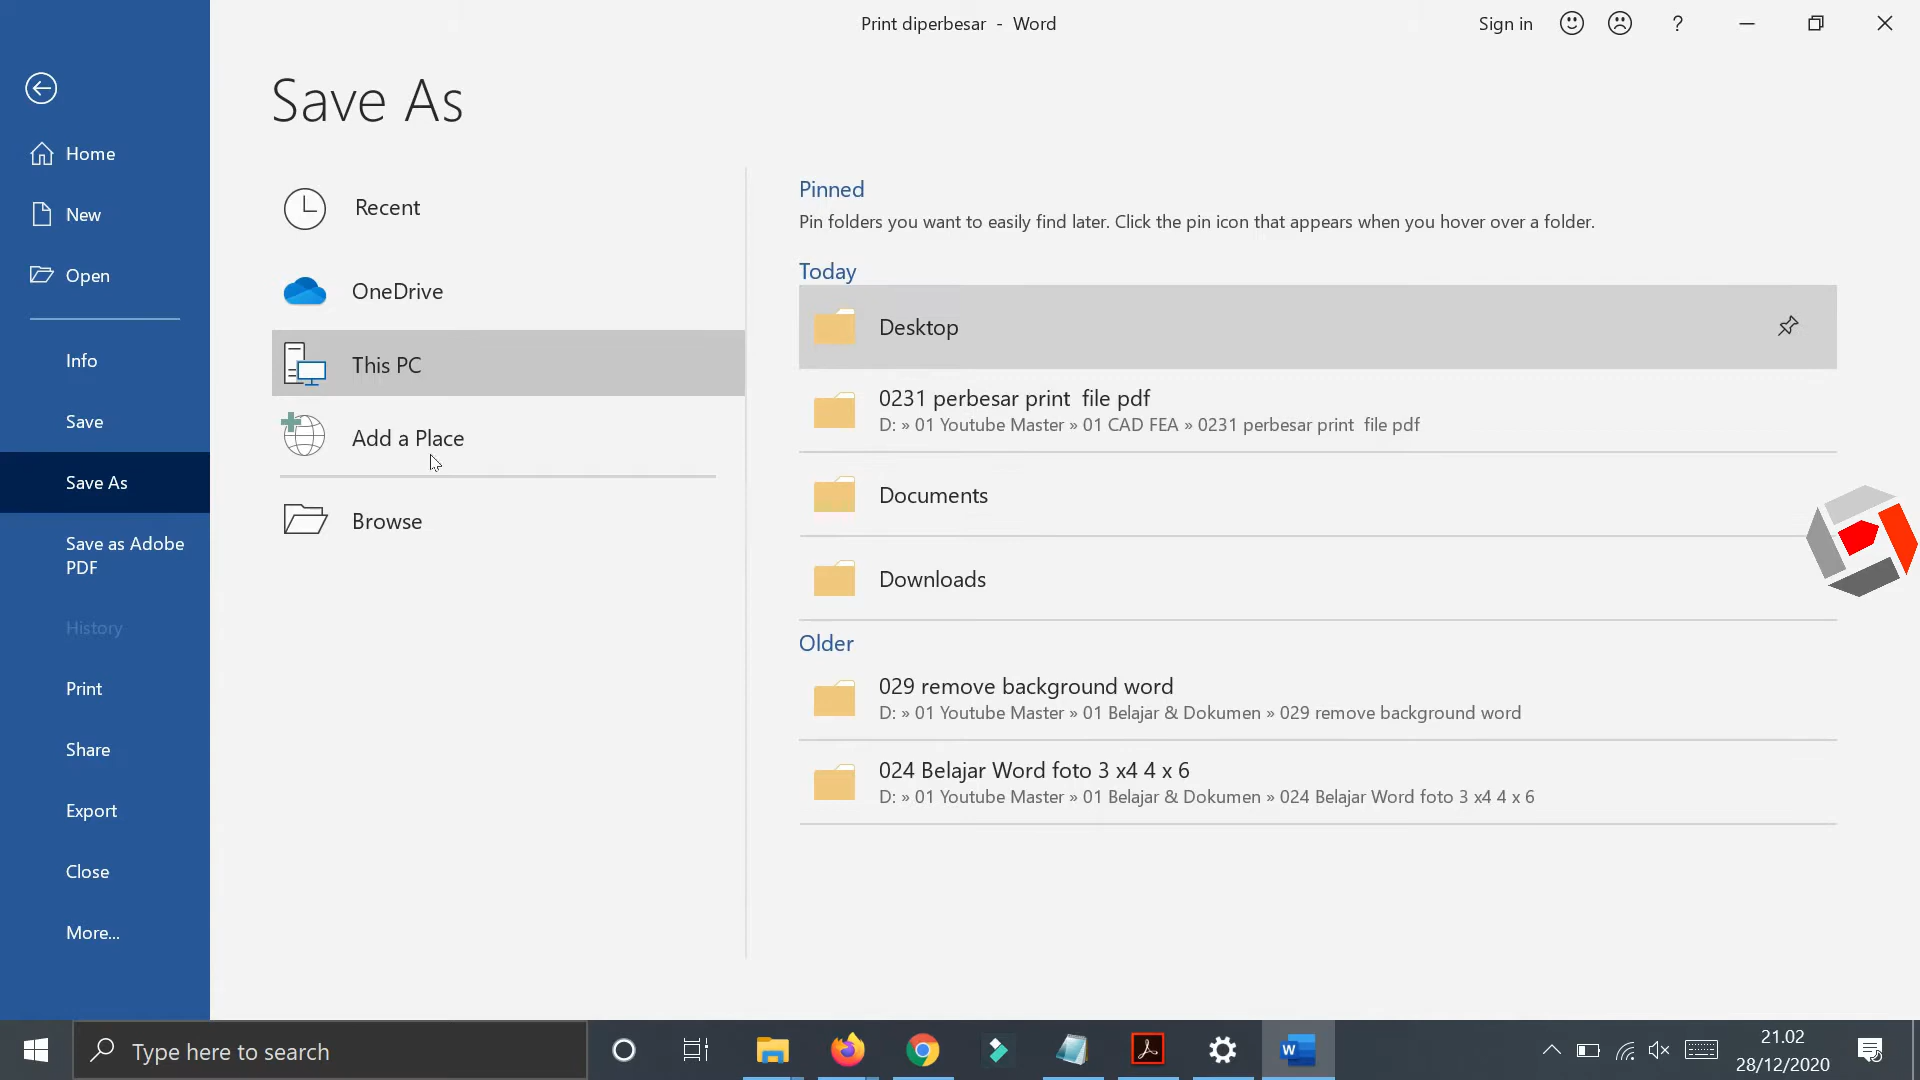 Print diperbesar - Word
Sign in
?
Save As
Home
New
Open
Info
Save
Save As
Save as Adobe
PDF
History
Print
Share
Export
Close
More...
Recent
OneDrive
This PC
Add a Place
Browse
Pinned
Pin folders you want to easily find later. Click the pin icon that appears when you hover over a folder.
Today
Desktop
0231 perbesar print  file pdf
D: » 01 Youtube Master » 01 CAD FEA » 0231 perbesar print  file pdf
Documents
Downloads
Older
029 remove background word
D: » 01 Youtube Master » 01 Belajar & Dokumen » 029 remove background word
024 Belajar Word foto 3 x4 4 x 6
D: » 01 Youtube Master » 01 Belajar & Dokumen » 024 Belajar Word foto 3 x4 4 x 6
Type here to search
W
21.02
28/12/2020